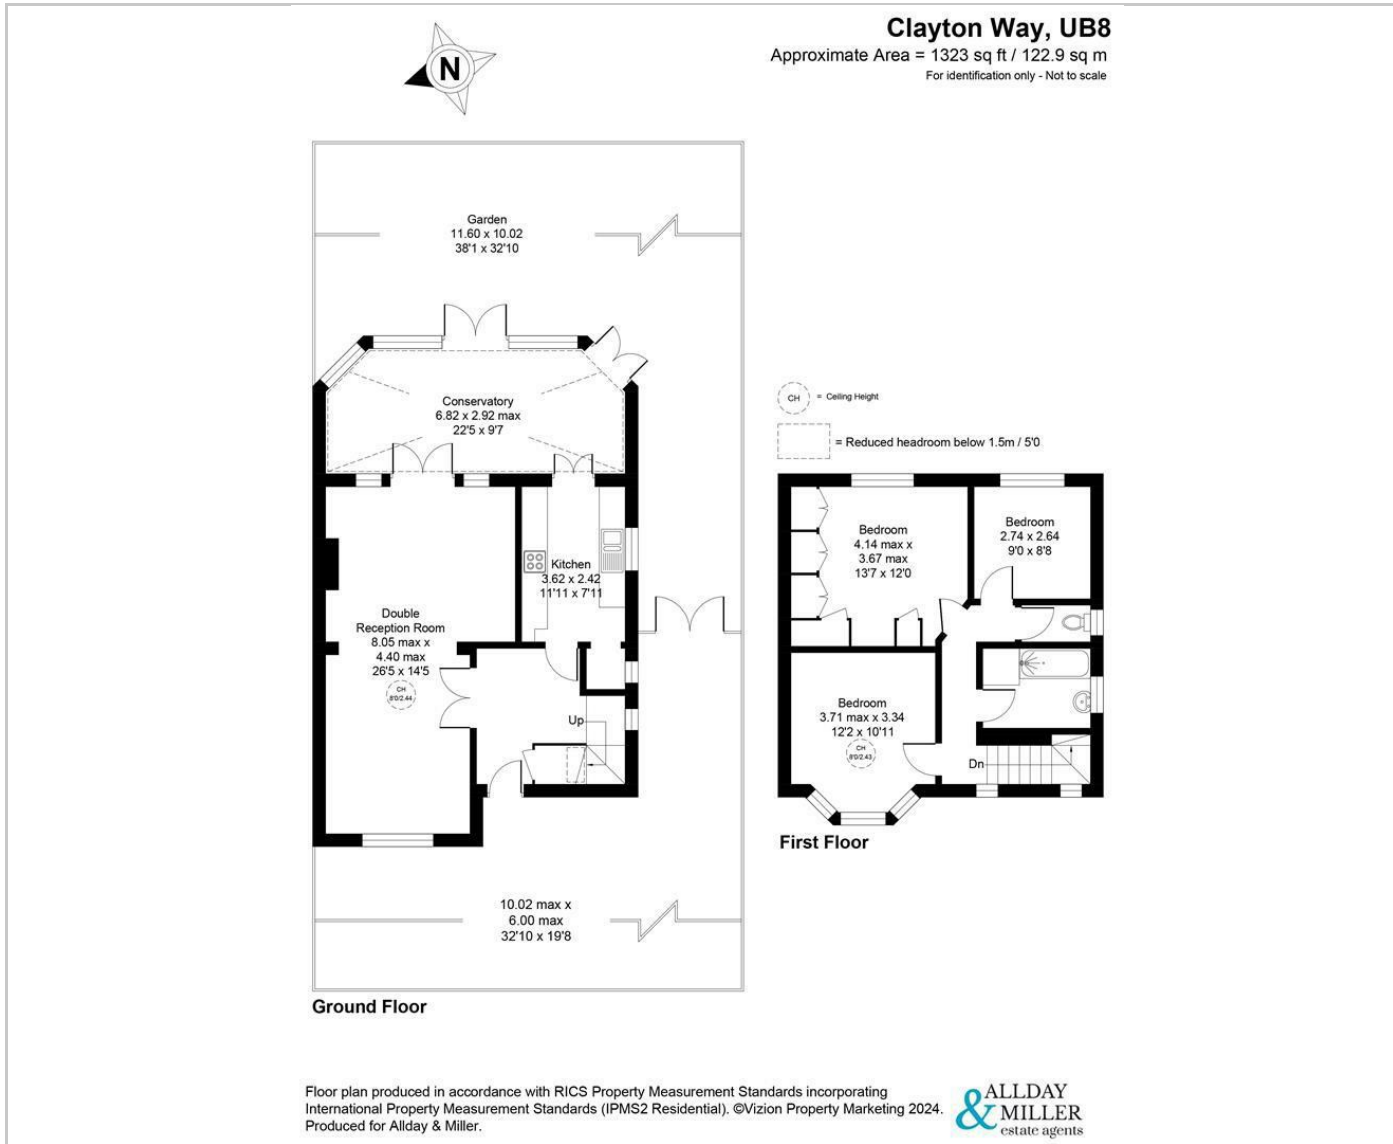 Clayton Way, UB8
Approximate Area = 1323 sq ft / 122.9 sq m
For identification only - Not to scale
N
Garden
11.60 x 10.02
38'1 x 32'10
Conservatory
6.82 x 2.92 max
22'5 x 9'7
Kitchen
3.62 x 2.42
11'11 x 7'11
Double
Reception Room
8.05 max x
4.40 max
26'5 x 14'5
CH
8'0/2.44
Up
10.02 max x
6.00 max
32'10 x 19'8
Ground Floor
CH
= Ceiling Height
= Reduced headroom below 1.5m / 5'0
Bedroom
4.14 max x
3.67 max
13'7 x 12'0
Bedroom
2.74 x 2.64
9'0 x 8'8
Bedroom
3.71 max x 3.34
12'2 x 10'11
CH
8'0/2.43
Dn
First Floor
Floor plan produced in accordance with RICS Property Measurement Standards incorporating
International Property Measurement Standards (IPMS2 Residential). ©Vizion Property Marketing 2024.
Produced for Allday & Miller.
ALLDAY
& MILLER
estate agents